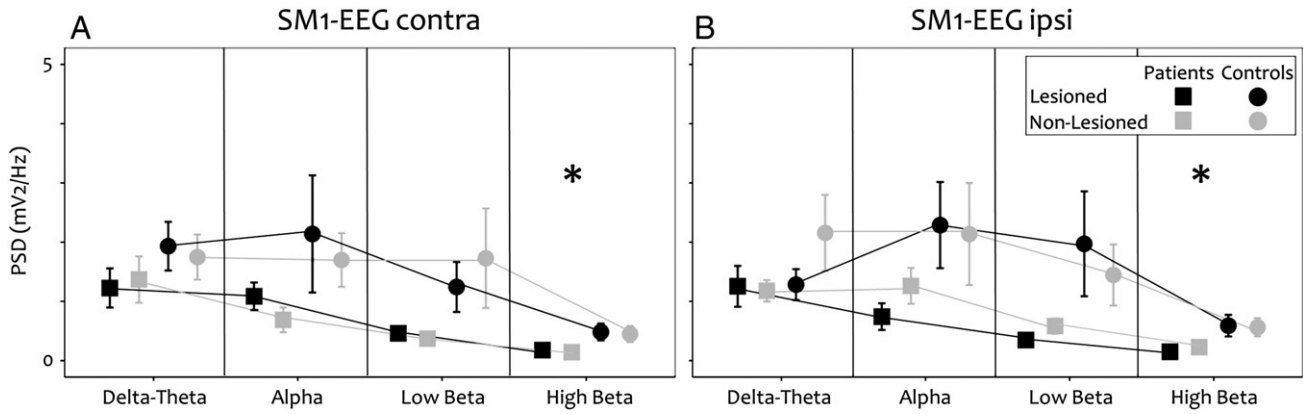 A SM1-EEG contra
B SM1-EEG ipsi
Patients Controls
Lesioned
Non-Lesioned
5
*
*
PSD (mV2/Hz)
0
Delta-Theta Alpha Low Beta High Beta
Delta-Theta Alpha Low Beta High Beta